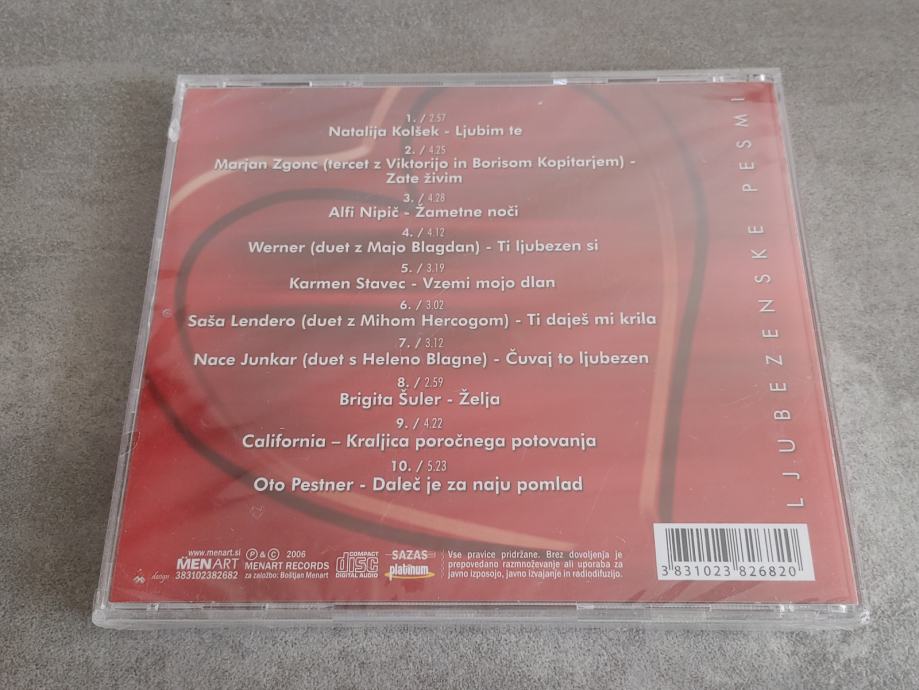 1. / 2.57
Natalija Kolšek - Ljubim te
2. / 4.25
Marjan Zgonc (tercet z Viktorijo in Borisom Kopitarjem) -
Zate živim
3. / 4.28
Alfi Nipič - Žametne noči
4. / 4.12
Werner (duet z Majo Blagdan) - Ti ljubezen si
5. / 3.19
Karmen Stavec - Vzemi mojo dlan
6. / 3.02
Saša Lendero (duet z Mihom Hercogom) - Ti daješ mi krila
7. / 3.12
Nace Junkar (duet s Heleno Blagne) - Čuvaj to ljubezen
8. / 2.59
Brigita Šuler - Želja
9. / 4.22
California – Kraljica poročnega potovanja
10. / 5.23
Oto Pestner - Daleč je za naju pomlad
LJUBEZENSKE PESMI
design
www.menart.si
MENART
383102382682
Ⓟ & © 2006
MENART RECORDS
za založbo: Boštjan Menart
COMPACT
disc
DIGITAL AUDIO
SAZAS
platinum
Vse pravice pridržane. Brez dovoljenja je
prepovedano razmnoževanje ali uporaba za
javno izposojo, javno izvajanje in radiodifuzijo.
3 831023 826820